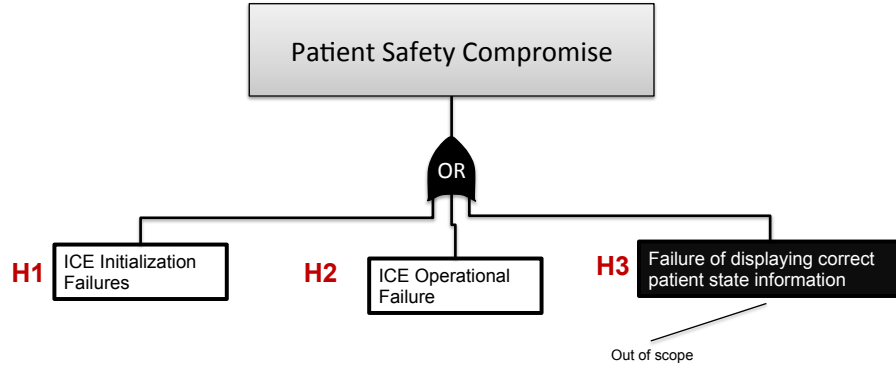 Patient Safety Compromise
OR
H1
ICE Initialization
Failures
H2
ICE Operational
Failure
H3
Failure of displaying correct
patient state information
Out of scope